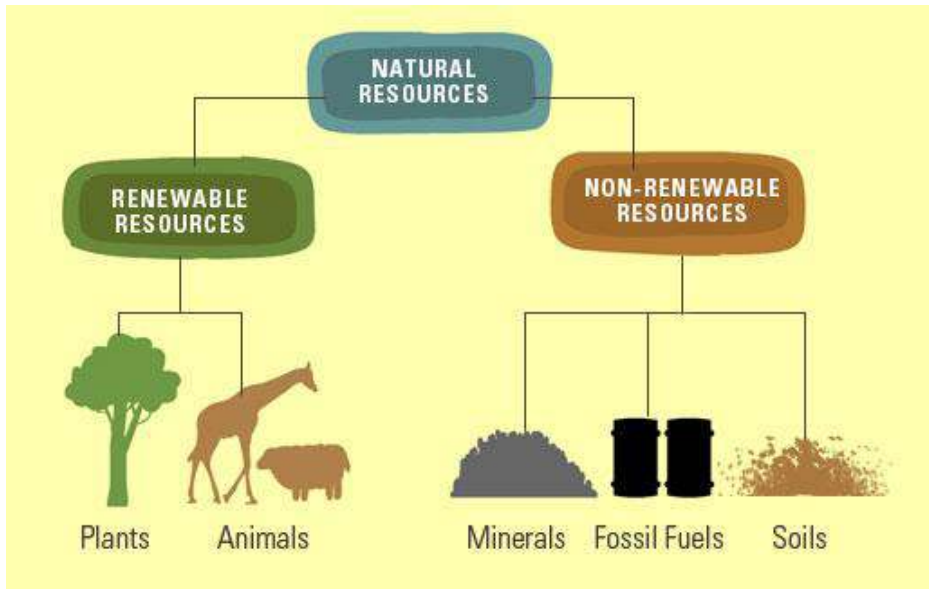 NATURAL
RESOURCES
RENEWABLE
RESOURCES
NON-RENEWABLE
RESOURCES
Plants
Animals
Minerals
Fossil Fuels
Soils